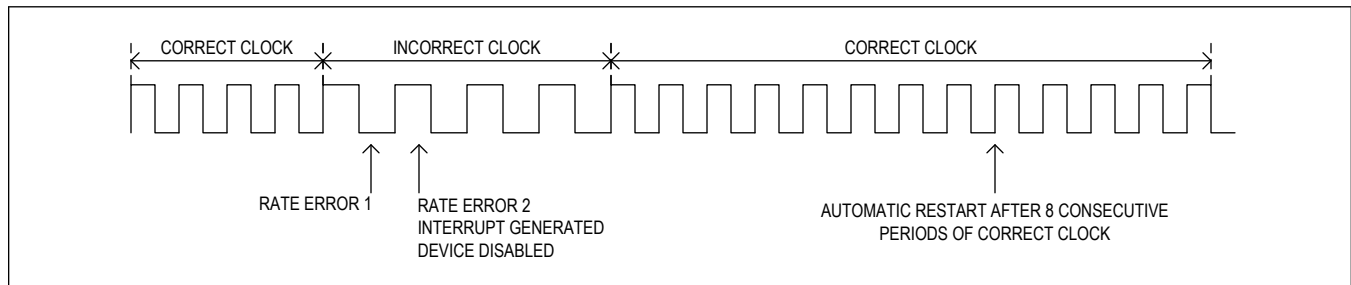 CORRECT CLOCK
INCORRECT CLOCK
CORRECT CLOCK
RATE ERROR 1
RATE ERROR 2
INTERRUPT GENERATED
DEVICE DISABLED
AUTOMATIC RESTART AFTER 8 CONSECUTIVE
PERIODS OF CORRECT CLOCK